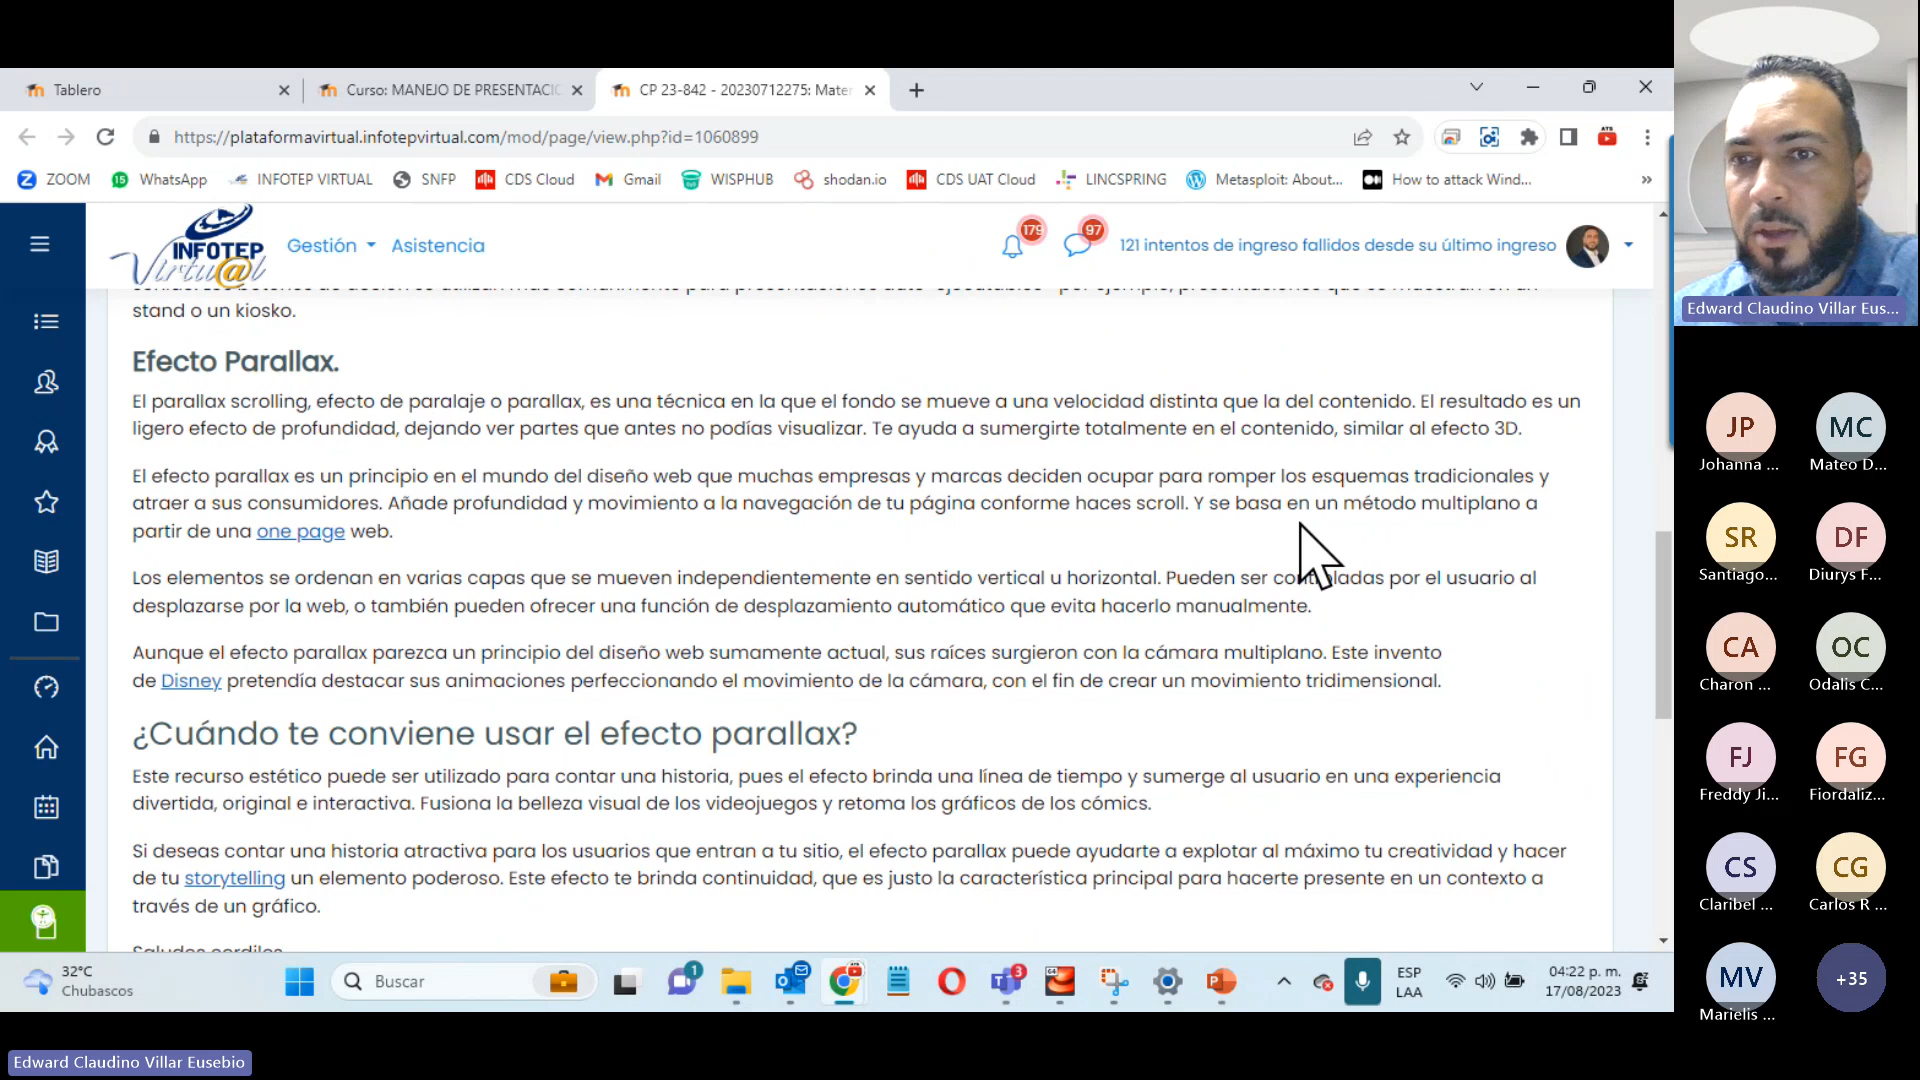 Tablero
Curso: MANEJO DE PRESENTACIO
CP 23-842 - 20230712275: Mater
https://plataformavirtual.infotepvirtual.com/mod/page/view.php?id=1060899
ZOOM
15
WhatsApp
INFOTEP VIRTUAL
SNFP
CDS Cloud
Gmail
WISPHUB
shodan.io
CDS UAT Cloud
LINCSPRING
Metasploit: About...
How to attack Wind...
»
INFOTEP
Virtu@l
Gestión
Asistencia
179
97
121 intentos de ingreso fallidos desde su último ingreso
stand o un kiosko.
Efecto Parallax.
El parallax scrolling, efecto de paralaje o parallax, es una técnica en la que el fondo se mueve a una velocidad distinta que la del contenido. El resultado es un
ligero efecto de profundidad, dejando ver partes que antes no podías visualizar. Te ayuda a sumergirte totalmente en el contenido, similar al efecto 3D.
El efecto parallax es un principio en el mundo del diseño web que muchas empresas y marcas deciden ocupar para romper los esquemas tradicionales y
atraer a sus consumidores. Añade profundidad y movimiento a la navegación de tu página conforme haces scroll. Y se basa en un método multiplano a
partir de una one page web.
Los elementos se ordenan en varias capas que se mueven independientemente en sentido vertical u horizontal. Pueden ser controladas por el usuario al
desplazarse por la web, o también pueden ofrecer una función de desplazamiento automático que evita hacerlo manualmente.
Aunque el efecto parallax parezca un principio del diseño web sumamente actual, sus raíces surgieron con la cámara multiplano. Este invento
de Disney pretendía destacar sus animaciones perfeccionando el movimiento de la cámara, con el fin de crear un movimiento tridimensional.
¿Cuándo te conviene usar el efecto parallax?
Este recurso estético puede ser utilizado para contar una historia, pues el efecto brinda una línea de tiempo y sumerge al usuario en una experiencia
divertida, original e interactiva. Fusiona la belleza visual de los videojuegos y retoma los gráficos de los cómics.
Si deseas contar una historia atractiva para los usuarios que entran a tu sitio, el efecto parallax puede ayudarte a explotar al máximo tu creatividad y hacer
de tu storytelling un elemento poderoso. Este efecto te brinda continuidad, que es justo la característica principal para hacerte presente en un contexto a
través de un gráfico.
Saludos cordiles
32°C
Chubascos
Buscar
1
3
ESP
LAA
04:22 p. m.
17/08/2023
Edward Claudino Villar Eusebio
Edward Claudino Villar Eus...
JP
Johanna ...
MC
Mateo D...
SR
Santiago...
DF
Diurys F...
CA
Charon ...
OC
Odalis C...
FJ
Freddy Ji...
FG
Fiordaliz...
CS
Claribel ...
CG
Carlos R ...
MV
Marielis ...
+35